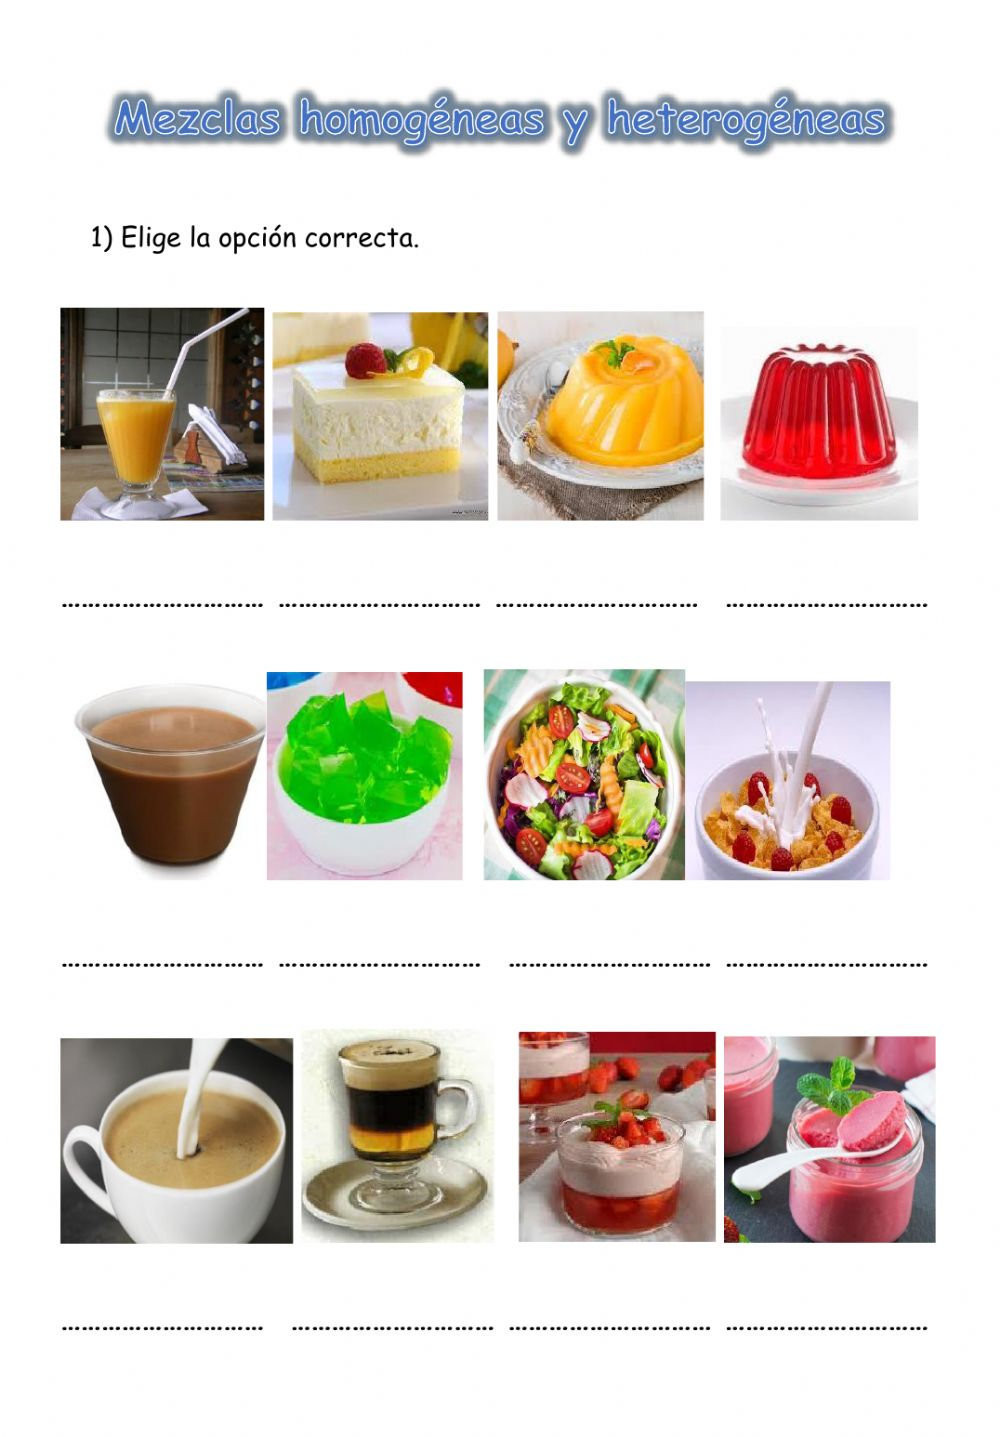 Mezclas homogéneas y heterogéneas
1) Elige la opción correcta.
………………………… ………………………… ………………………… …………………………
………………………… ………………………… ………………………… …………………………
………………………… ………………………… ………………………… …………………………